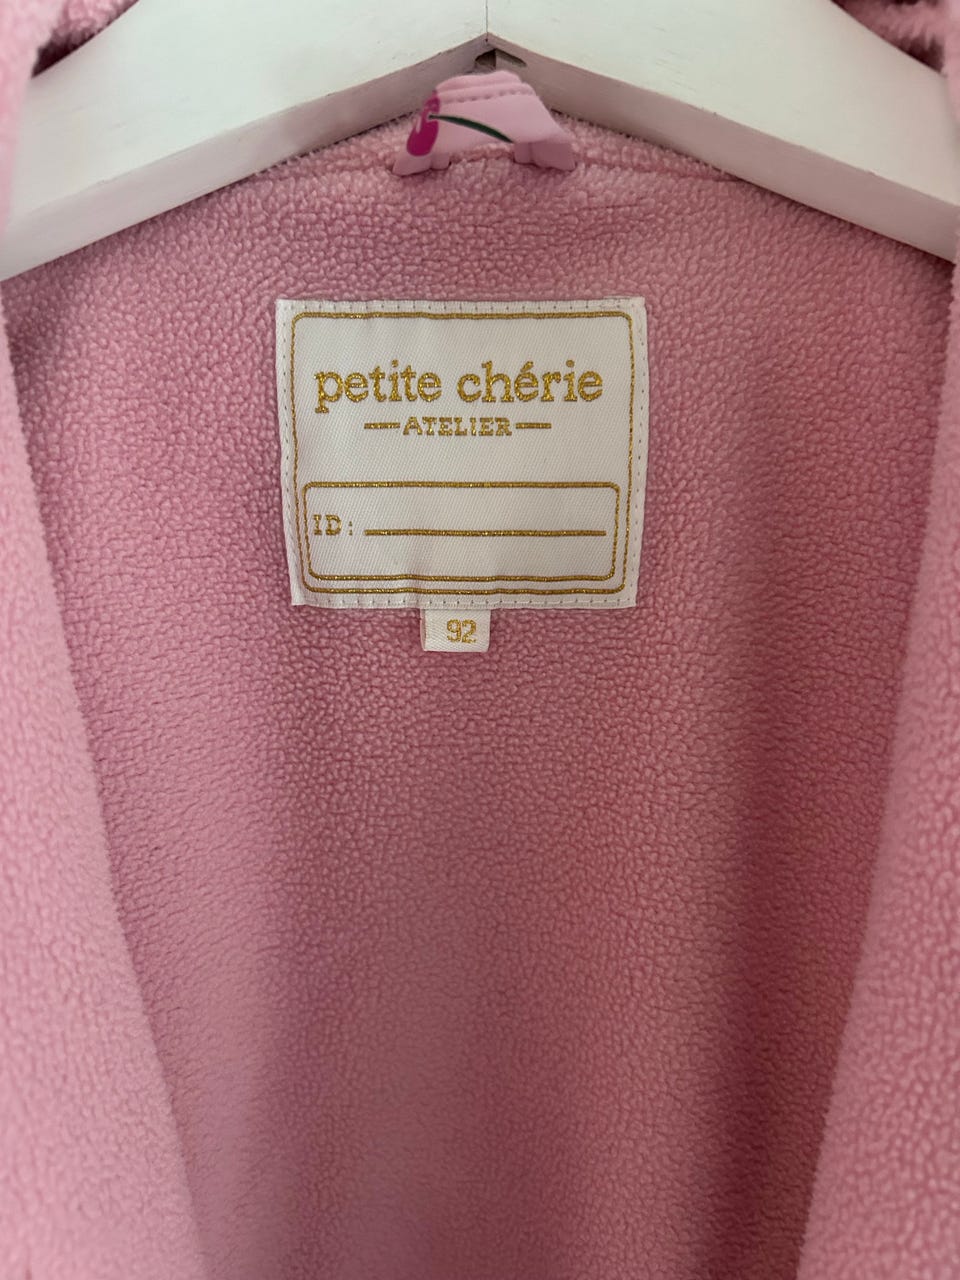 petite chérie
ATELIER
ID:
92